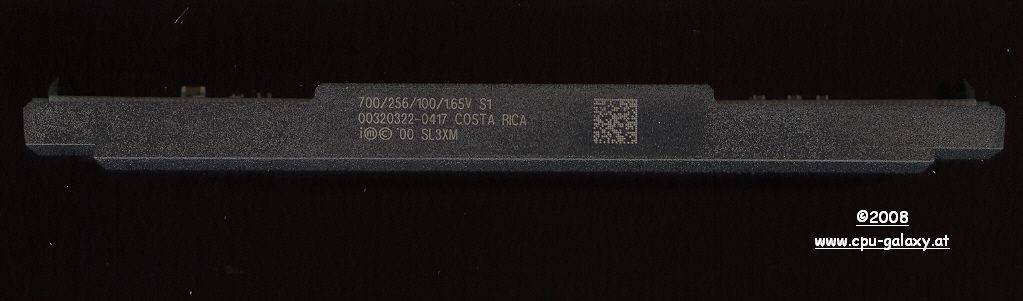 700/256/100/1.65V S1
00320322-0417 COSTA RICA
i ⓜ © '00 SL3XM
©2008
www.cpu-galaxy.at